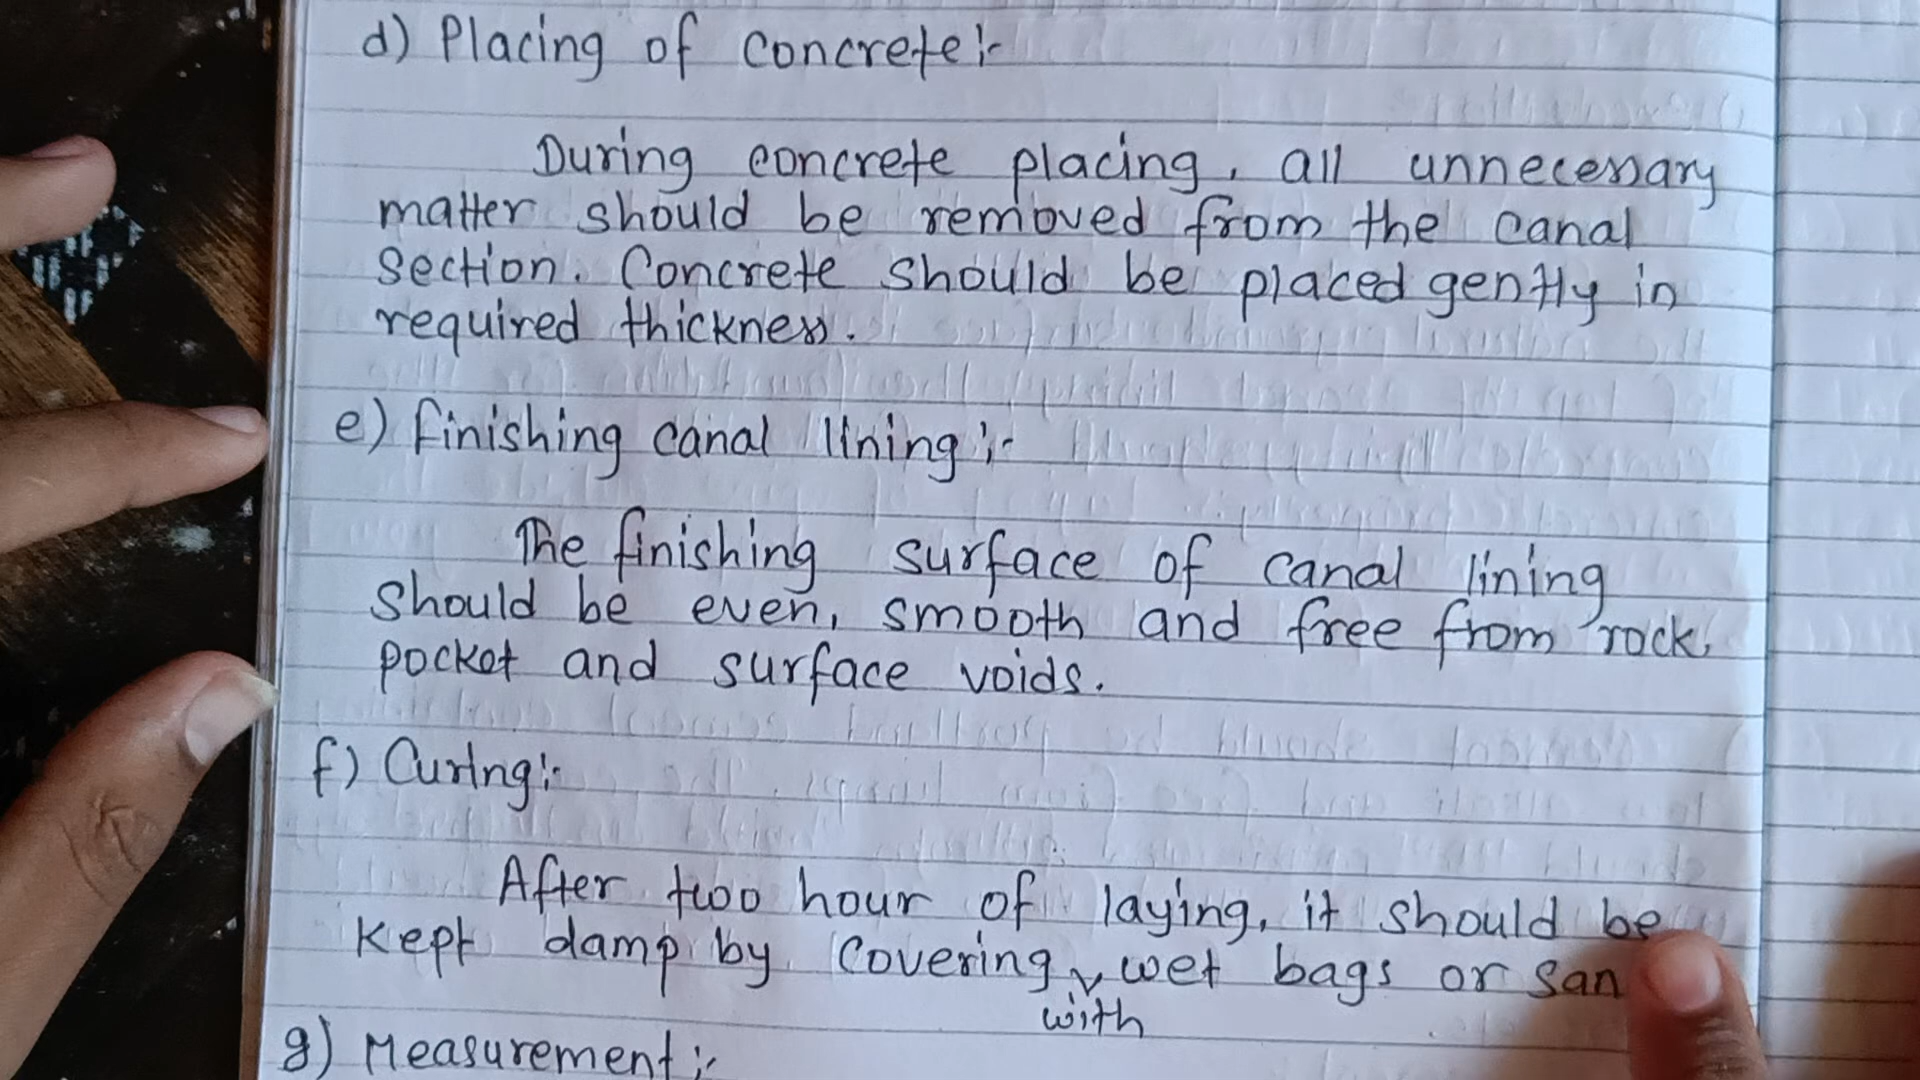 d) Placing of concrete:-
During concrete placing, all unnecessary
matter should be removed from the canal
section. Concrete should be placed gently in
required thickness.
e) Finishing canal lining:-
The finishing surface of canal lining
should be even, smooth and free from rock,
pocket and surface voids.
f) Curing:-
After two hour of laying, it should be
kept damp by covering wet bags or san
with
g) Measurement:-